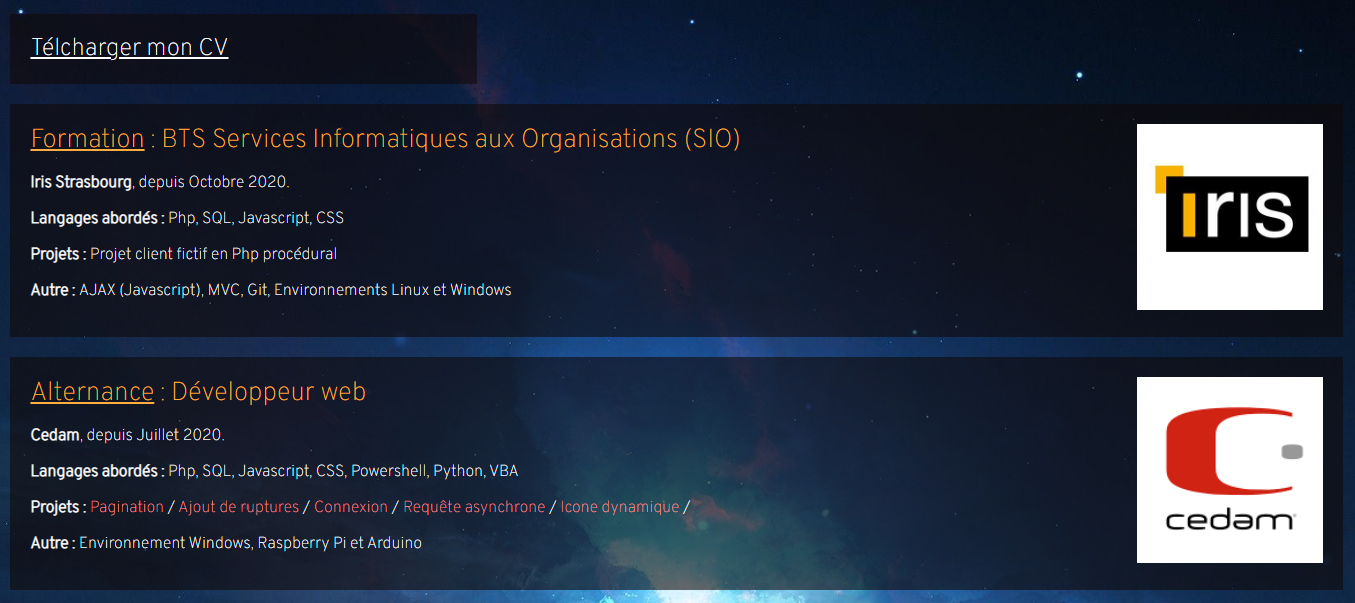 Télcharger mon CV
Formation : BTS Services Informatiques aux Organisations (SIO)
Iris Strasbourg, depuis Octobre 2020.
Langages abordés : Php, SQL, Javascript, CSS
Projets : Projet client fictif en Php procédural
Autre : AJAX (Javascript), MVC, Git, Environnements Linux et Windows
iris
Alternance : Développeur web
Cedam, depuis Juillet 2020.
Langages abordés : Php, SQL, Javascript, CSS, Powershell, Python, VBA
Projets : Pagination / Ajout de ruptures / Connexion / Requête asynchrone / Icone dynamique /
Autre : Environnement Windows, Raspberry Pi et Arduino
cedam